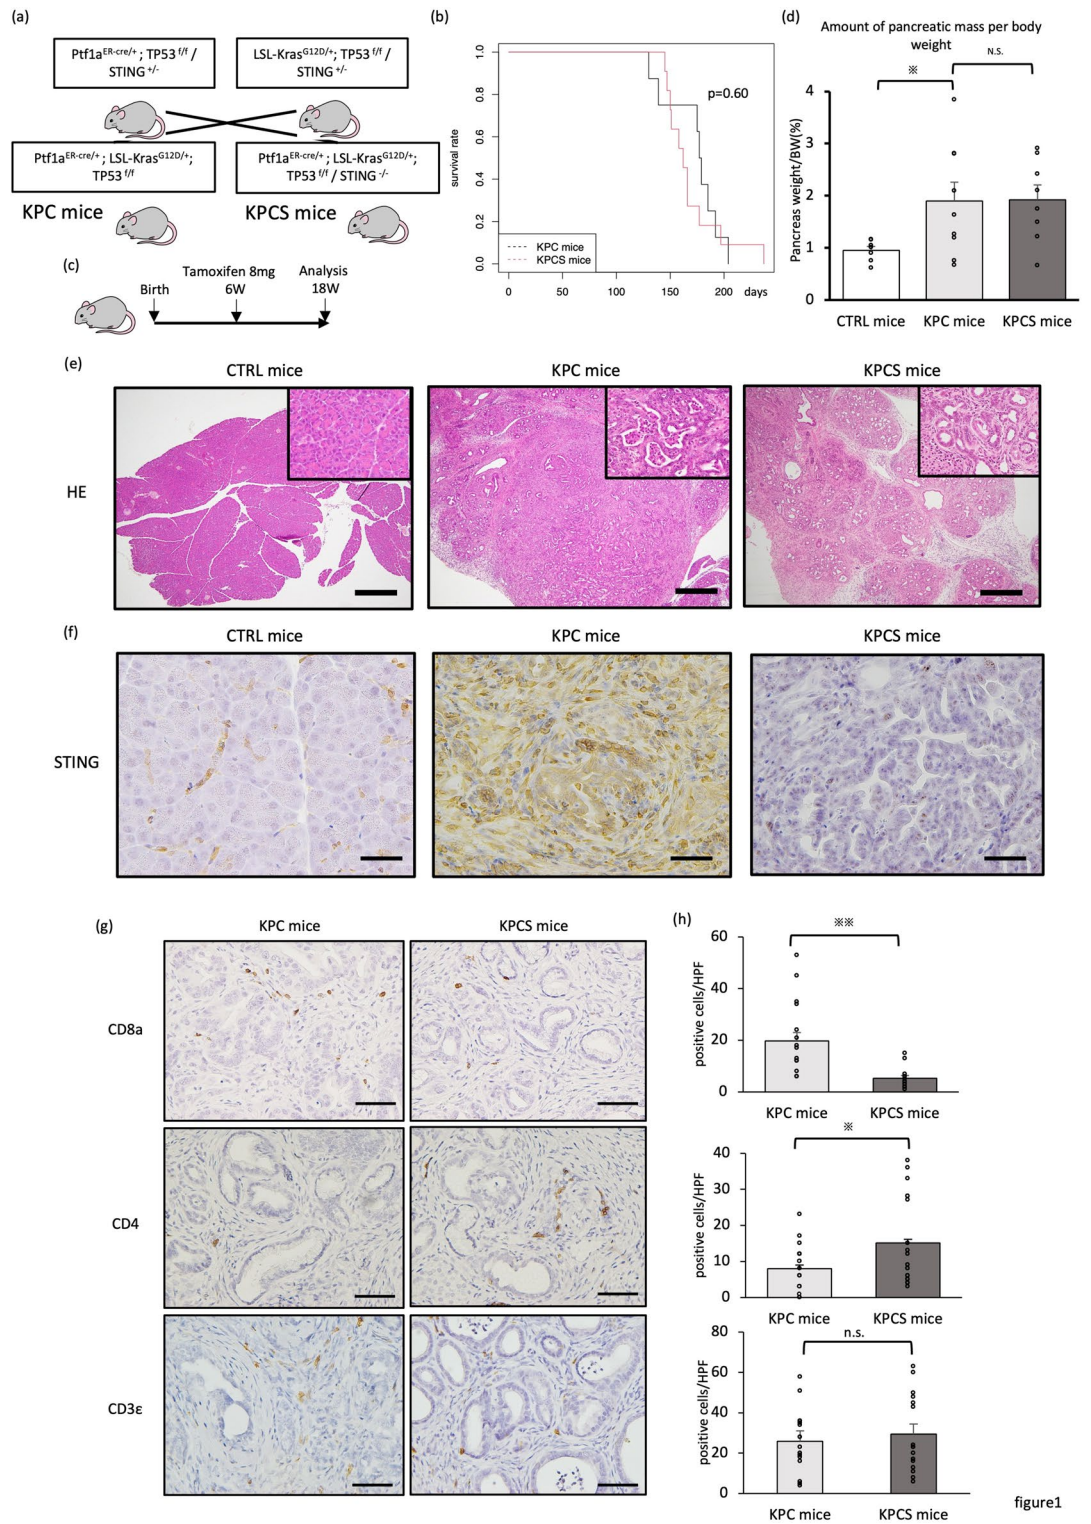 (a)
Ptf1a^ER-cre/+ ; TP53 ^f/f /
STING ^+/-
LSL-Kras^G12D/+; TP53 ^f/f /
STING ^+/-
Ptf1a^ER-cre/+ ; LSL-Kras^G12D/+;
TP53 ^f/f
Ptf1a^ER-cre/+ ; LSL-Kras^G12D/+;
TP53 ^f/f / STING ^-/-
KPC mice
KPCS mice
(b)
survival rate
1.0
0.8
0.6
0.4
0.2
0.0
p=0.60
KPC mice
KPCS mice
0
50
100
150
200
days
(c)
Birth
Tamoxifen 8mg
6W
Analysis
18W
(d)
Amount of pancreatic mass per body
weight
※
N.S.
Pancreas weight/BW(%)
4
3
2
1
0
CTRL mice
KPC mice
KPCS mice
(e)
CTRL mice
KPC mice
KPCS mice
HE
(f)
CTRL mice
KPC mice
KPCS mice
STING
(g)
KPC mice
KPCS mice
CD8a
CD4
CD3ε
(h)
※※
positive cells/HPF
60
40
20
0
KPC mice
KPCS mice
※
positive cells/HPF
40
30
20
10
0
KPC mice
KPCS mice
n.s.
positive cells/HPF
80
60
40
20
0
KPC mice
KPCS mice
figure1